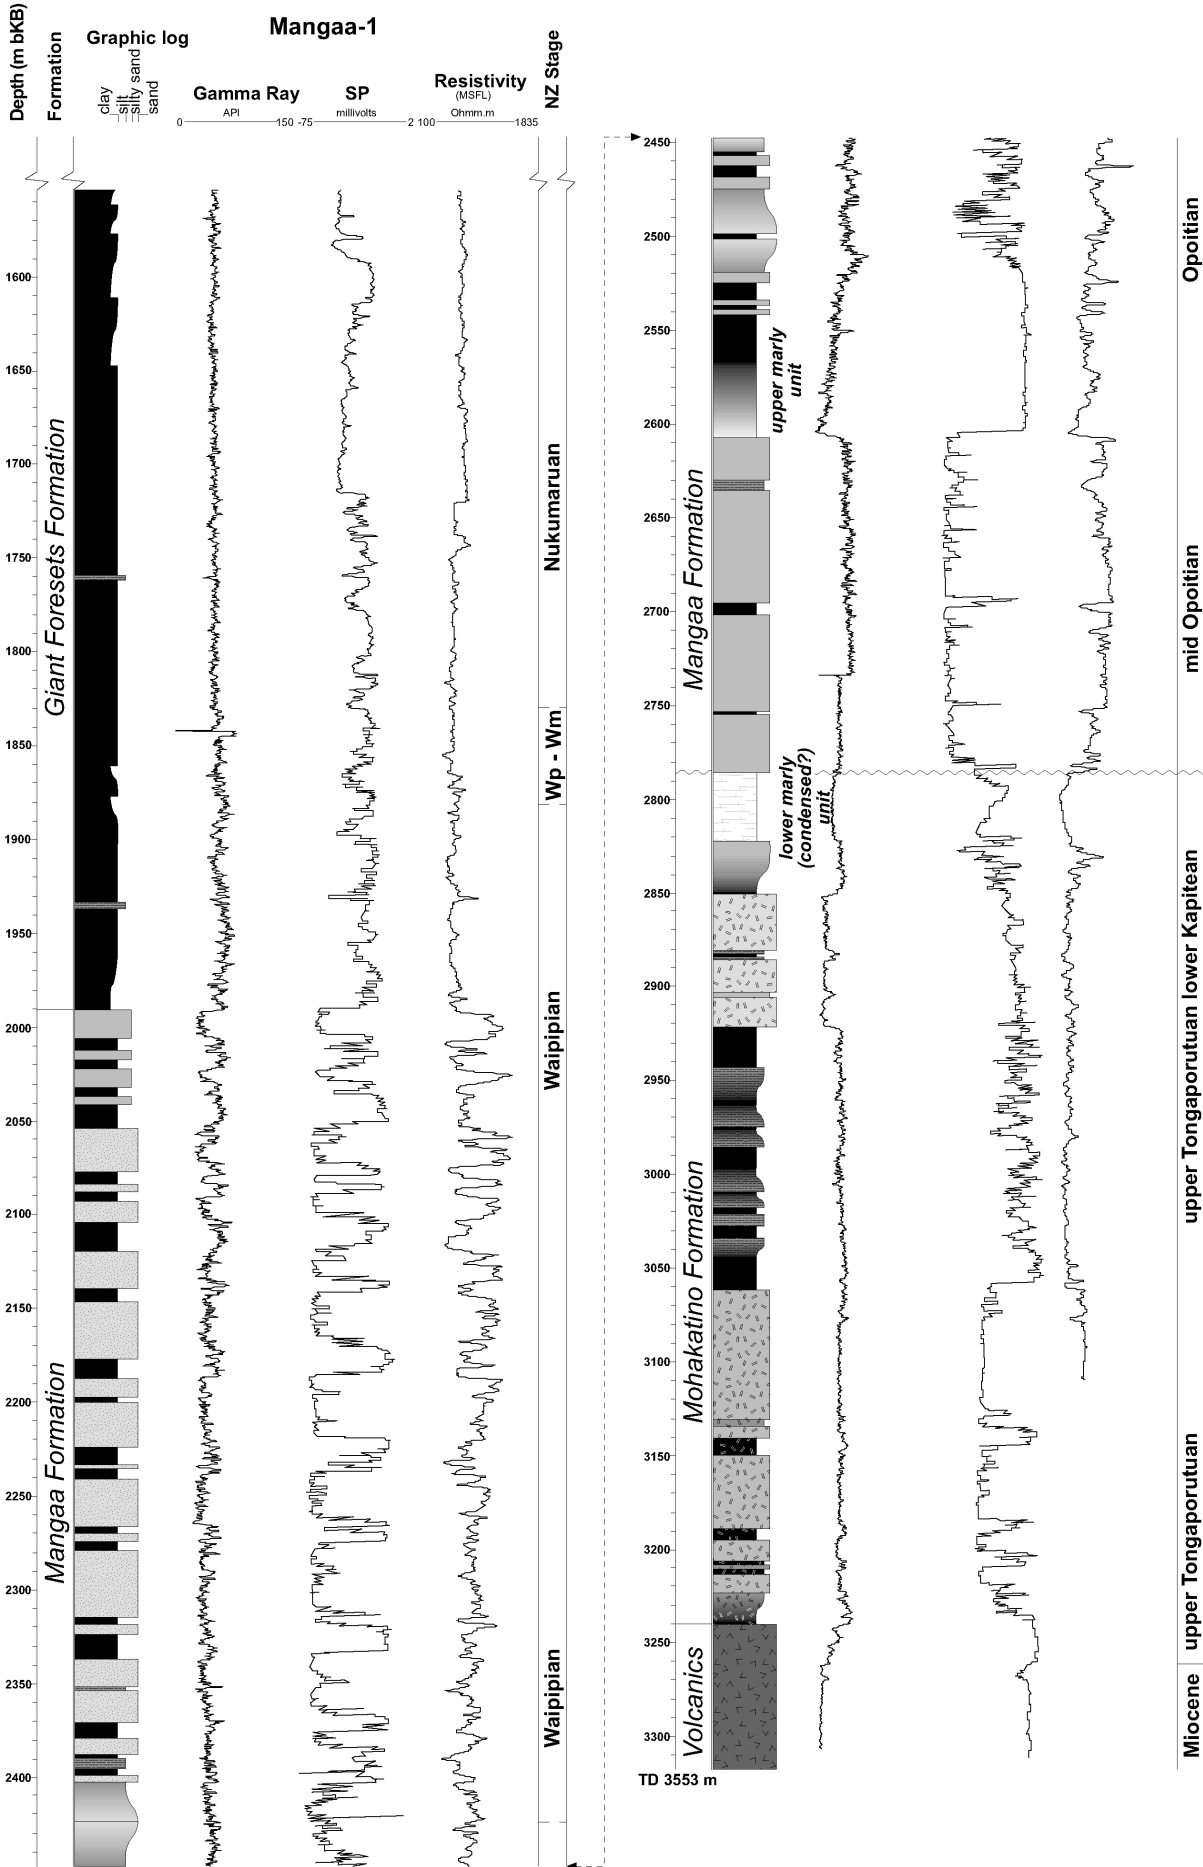 Mangaa-1
Depth (m bKB)
Formation
Graphic log
clay
silt
silty sand
sand
Gamma Ray
API
0 150
SP
millivolts
-75 2
Resistivity
(MSFL)
Ohmm.m
100 1835
NZ Stage
1600
1650
1700
1750
1800
1850
1900
1950
2000
2050
2100
2150
2200
2250
2300
2350
2400
Giant Foresets Formation
Mangaa Formation
Nukumaruan
Wp - Wm
Waipipian
Waipipian
2450
2500
2550
2600
2650
2700
2750
2800
2850
2900
2950
3000
3050
3100
3150
3200
3250
3300
TD 3553 m
Mangaa Formation
Mohakatino Formation
Volcanics
upper marly
unit
lower marly
(condensed?)
unit
Opoitian
mid Opoitian
upper Tongaporutuan lower Kapitean
upper Tongaporutuan
Miocene